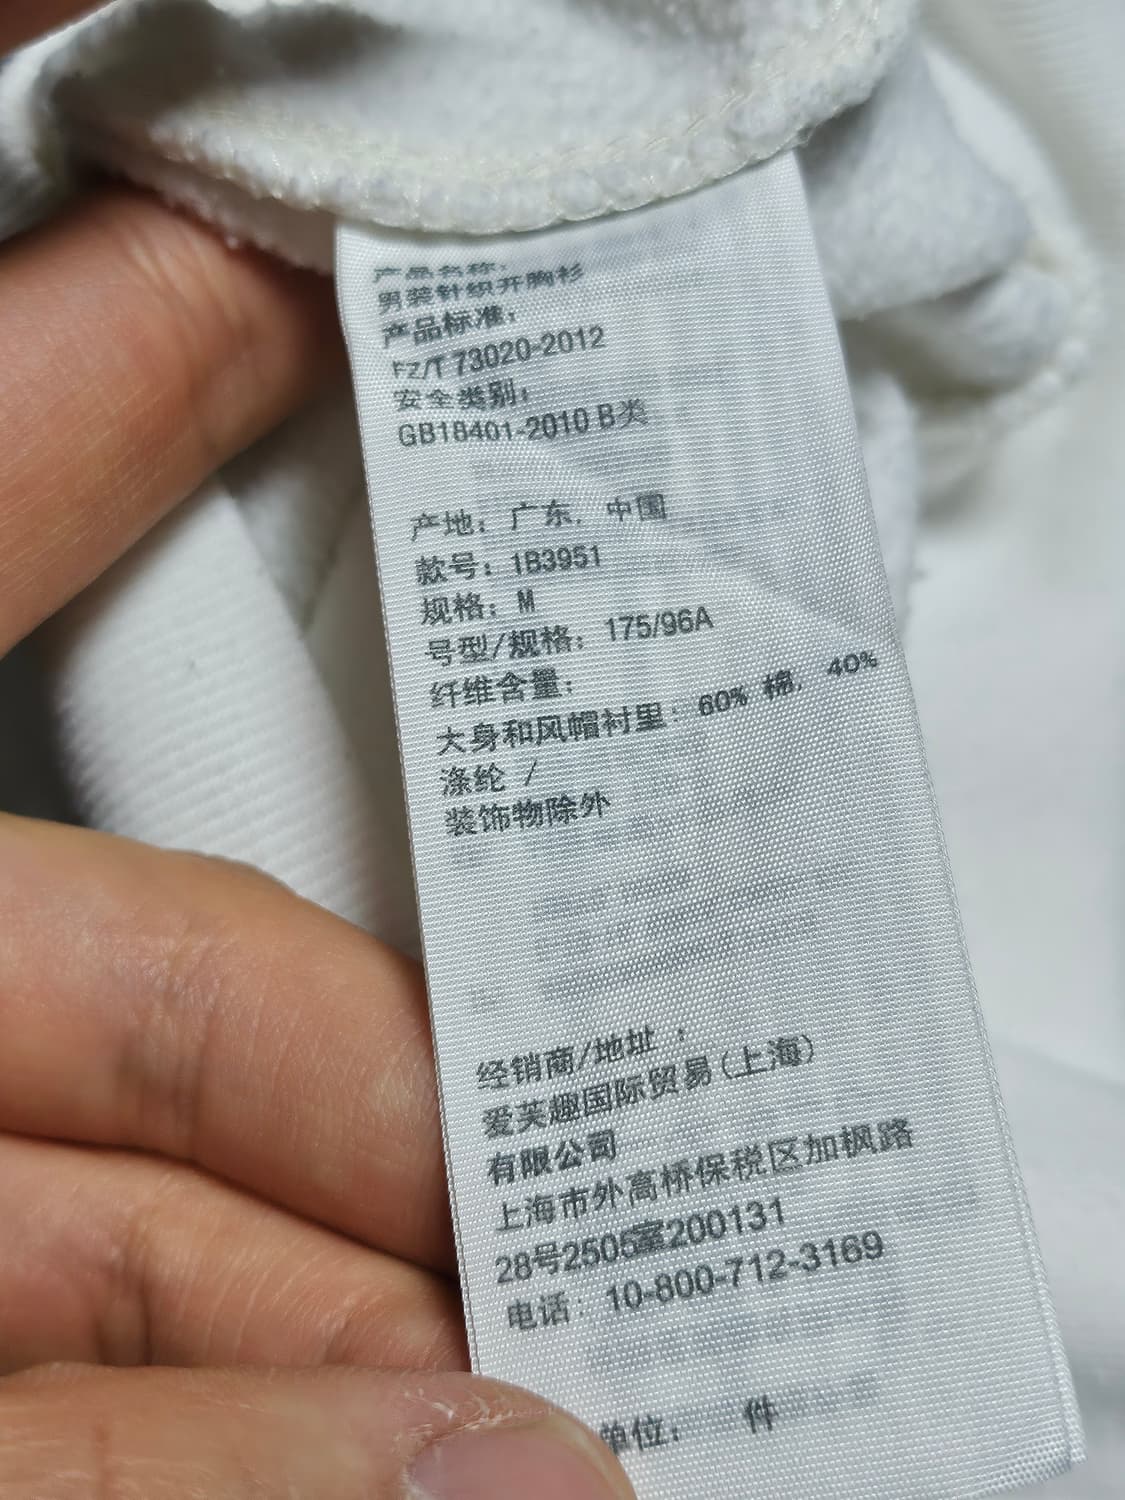 产品名称：
男装针织开胸衫
产品标准：
FZ/T 73020-2012
安全类别：
GB18401-2010 B类
产地：广东，中国
款号：1B3951
规格：M
号型/规格：175/96A
纤维含量：
大身和风帽衬里：60% 棉，40%
涤纶 /
装饰物除外
经销商/地址：
爱芙趣国际贸易(上海)
有限公司
上海市外高桥保税区加枫路
28号2505室200131
电话：10-800-712-3169
单位： 件